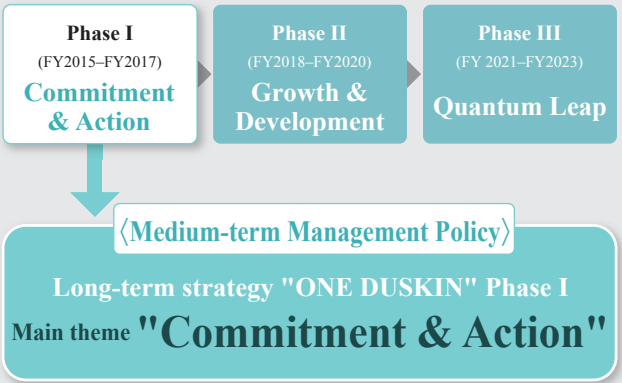 Phase I
(FY2015–FY2017)
Commitment
& Action
Phase II
(FY2018–FY2020)
Growth &
Development
Phase III
(FY 2021–FY2023)
Quantum Leap
〈Medium-term Management Policy〉
Long-term strategy "ONE DUSKIN" Phase I
Main theme "Commitment & Action"